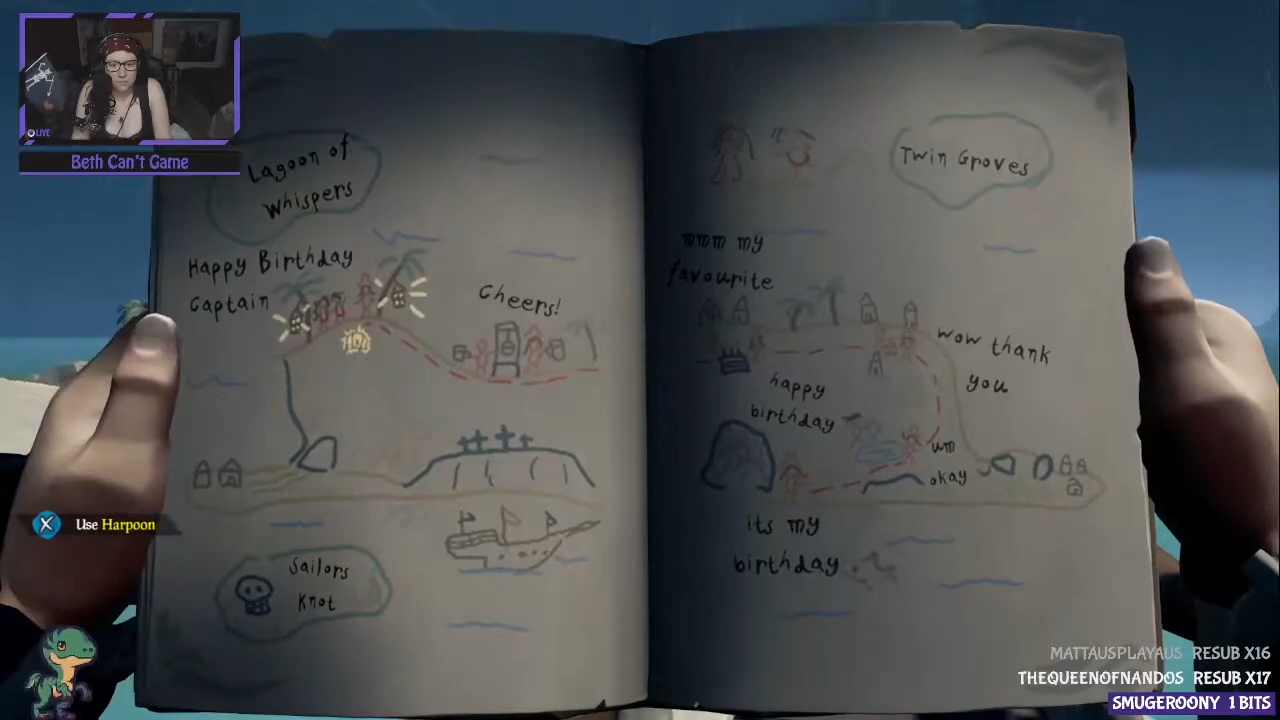 LIVE
Beth Can't Game
Lagoon of
Whispers
Happy Birthday
Captain
Cheers!
Sailors
Knot
Twin Groves
mmm my
favourite
wow thank
you
happy
birthday
um
okay
its my
birthday
X
Use Harpoon
MATTAUSPLAYAUS RESUB X16
THEQUEENOFNANDOS RESUB X17
SMUGEROONY 1 BITS